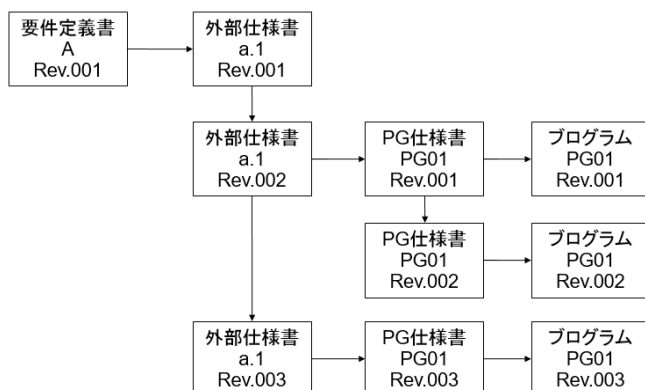 要件定義書
A
Rev.001
外部仕様書
a.1
Rev.001
外部仕様書
a.1
Rev.002
PG仕様書
PG01
Rev.001
プログラム
PG01
Rev.001
PG仕様書
PG01
Rev.002
プログラム
PG01
Rev.002
外部仕様書
a.1
Rev.003
PG仕様書
PG01
Rev.003
プログラム
PG01
Rev.003